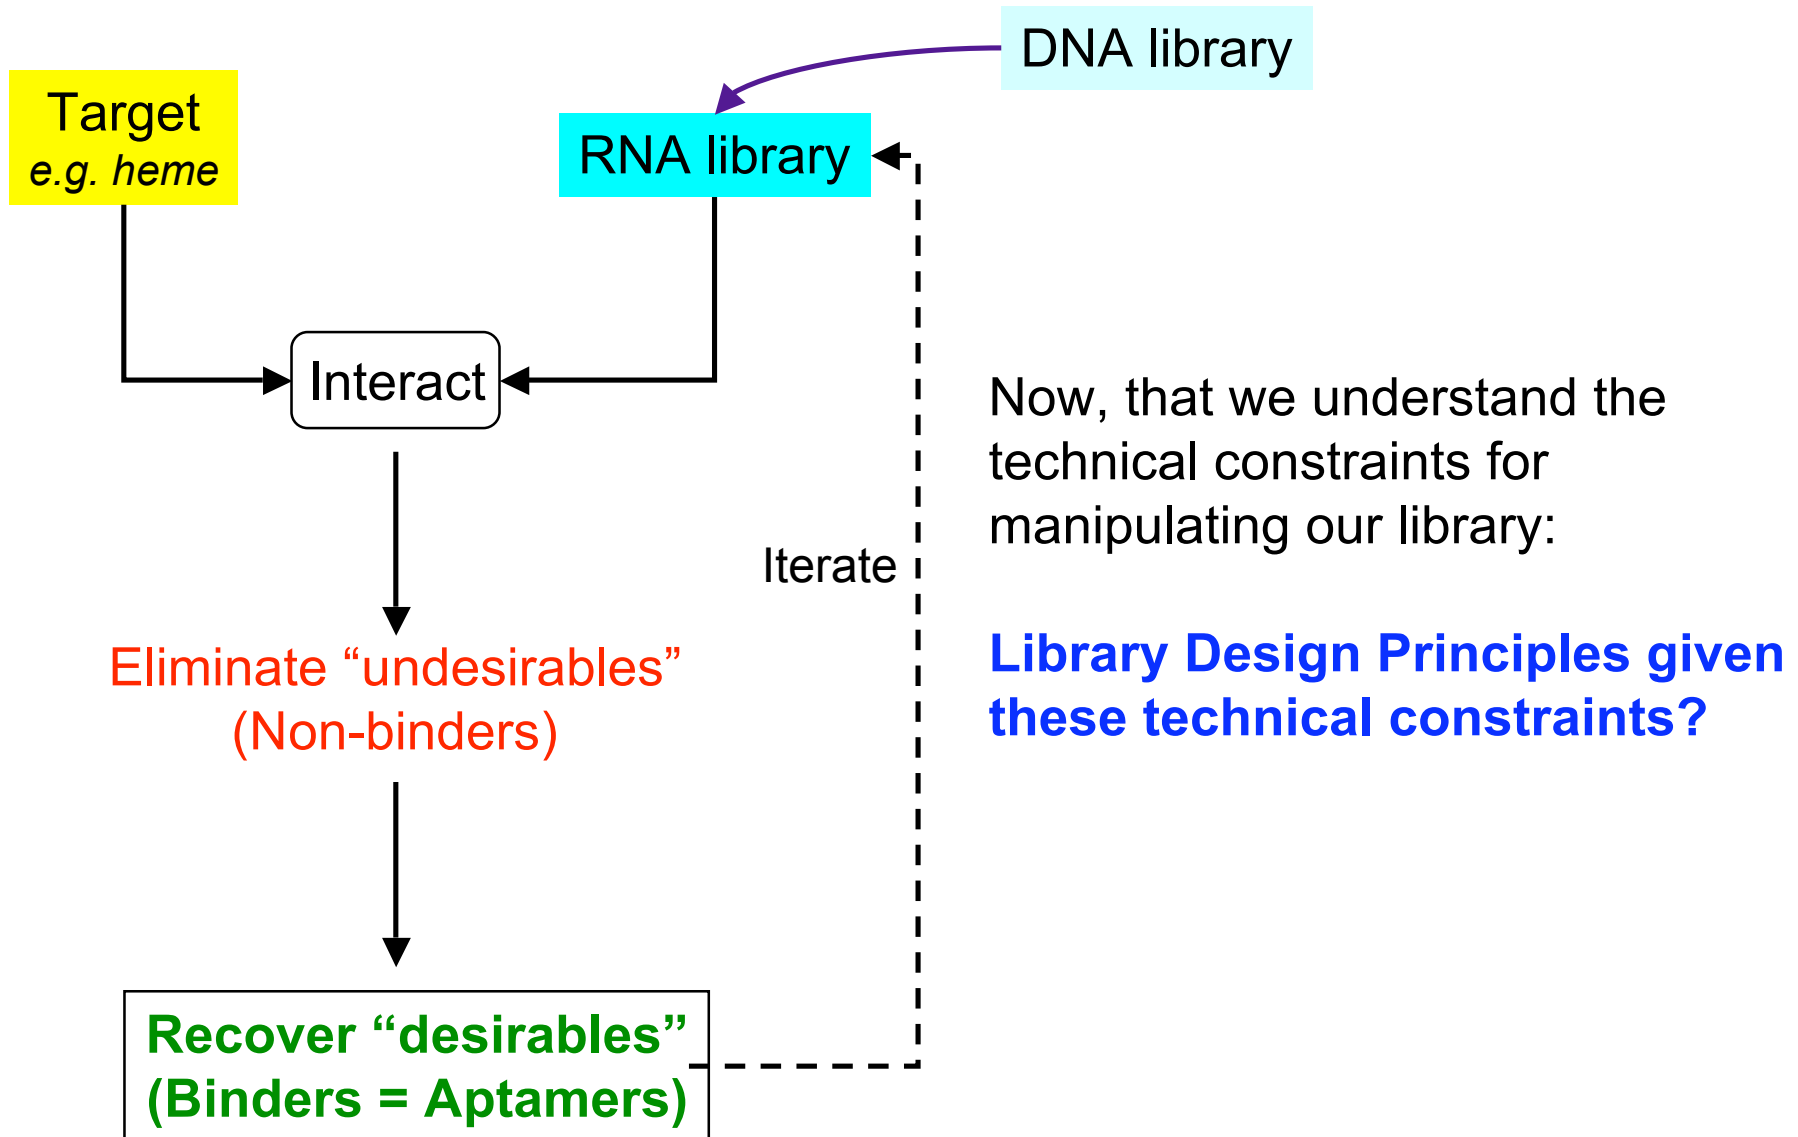 DNA library
Target
e.g. heme
RNA library
Interact
Now, that we understand the
technical constraints for
manipulating our library:
Iterate
Library Design Principles given
these technical constraints?
Eliminate “undesirables”
(Non-binders)
Recover “desirables”
(Binders = Aptamers)